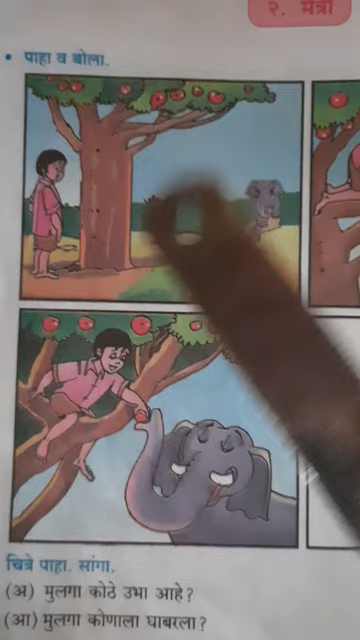 २. मैत्री
• पाहा व बोला.
चित्रे पाहा. सांगा.
(अ) मुलगा कोठे उभा आहे?
(आ) मुलगा कोणाला घाबरला?